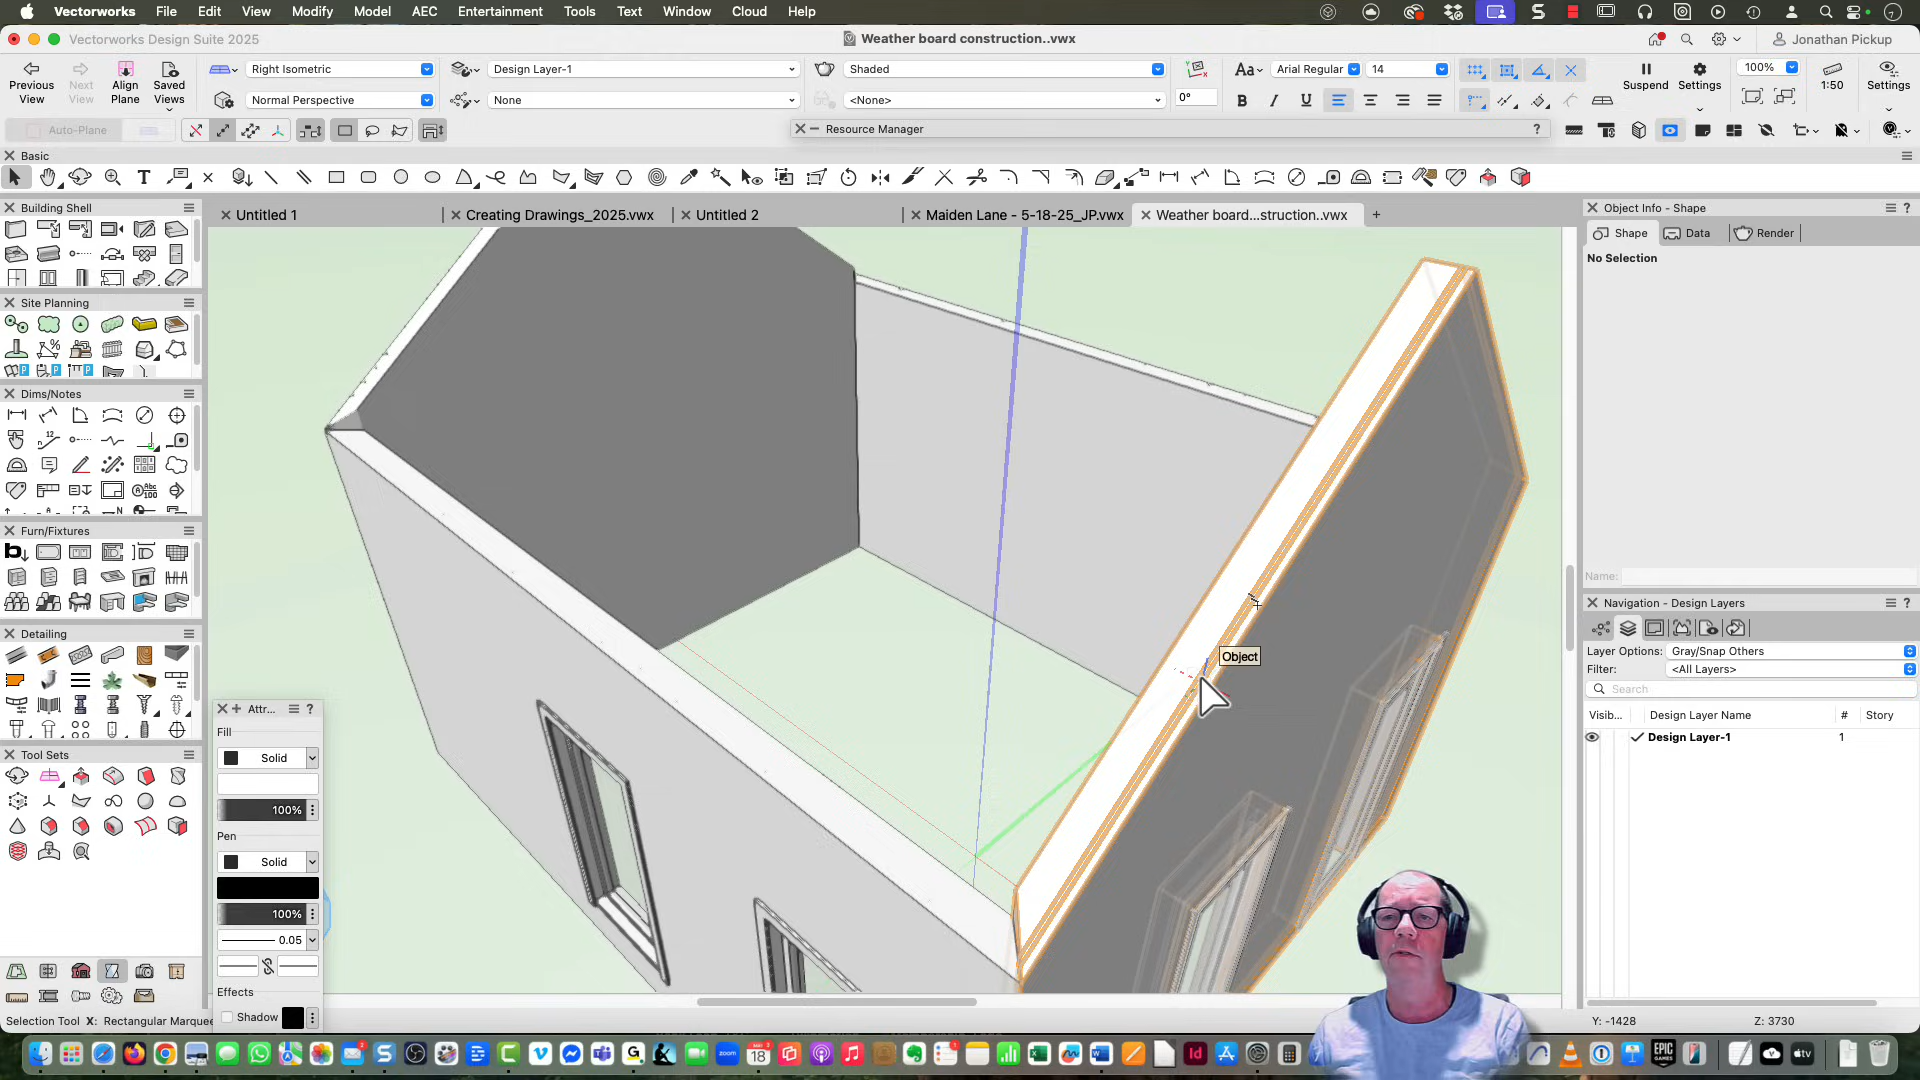 Vectorworks File Edit View Modify Model AEC Entertainment Tools Text Window Cloud Help
Vectorworks Design Suite 2025
Weather board construction..vwx
Jonathan Pickup
Right Isometric
Design Layer-1
Shaded
Arial Regular
14
100%
Previous View
Next View
Align Plane
Saved Views
Normal Perspective
None
<None>
0°
B I U
Suspend
Settings
1:50
Settings
Auto-Plane
Resource Manager
?
Basic
Building Shell
Untitled 1
Creating Drawings_2025.vwx
Untitled 2
Maiden Lane - 5-18-25_JP.vwx
Weather board...struction..vwx
Object Info - Shape
?
Shape
Data
Render
No Selection
Site Planning
Dims/Notes
Furn/Fixtures
Name:
Navigation - Design Layers
?
Detailing
Layer Options: Gray/Snap Others
Object
Filter: <All Layers>
Search
Visib...
Design Layer Name
#
Story
Design Layer-1
1
Attr...
?
Fill
Solid
100%
Tool Sets
Pen
Solid
100%
0.05
Effects
Shadow
Selection Tool X: Rectangular Marquee
Y: -1428
Z: 3730